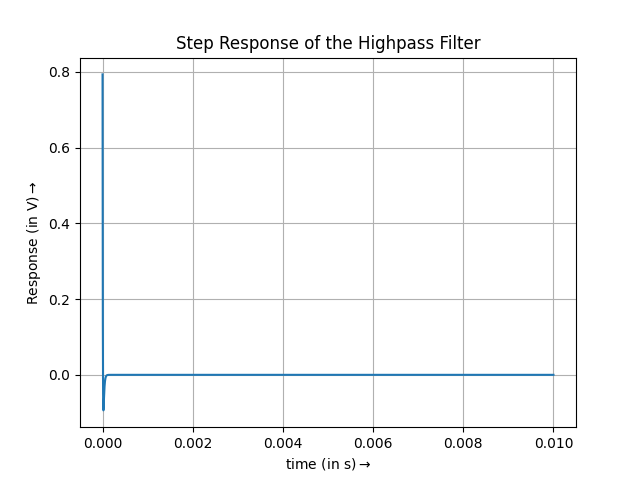 Step Response of the Highpass Filter
0.8
0.6
0.4
0.2
0.0
Response (in V)→
0.000 0.002 0.004 0.006 0.008 0.010
time (in s)→